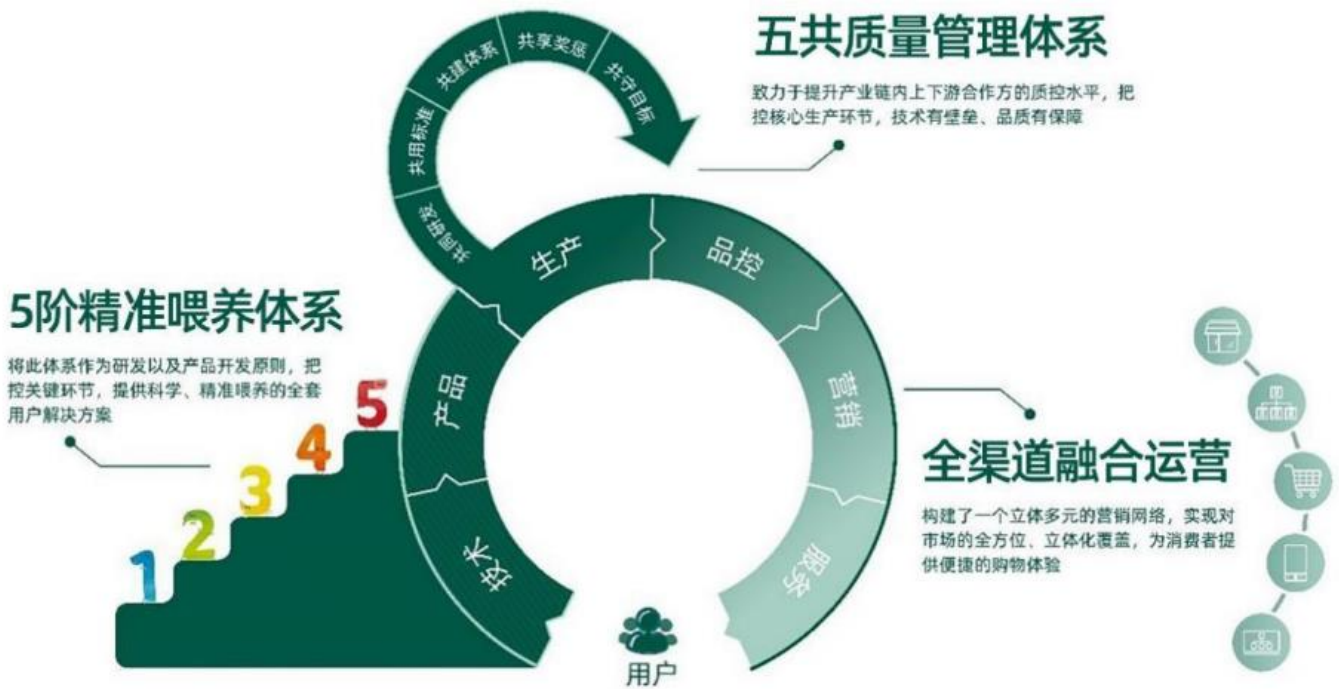 五共质量管理体系
致力于提升产业链内上下游合作方的质控水平，把
控核心生产环节，技术有壁垒、品质有保障
共同研发
共用标准
共建体系
共享奖惩
共守目标
5阶精准喂养体系
将此体系作为研发以及产品开发原则，把
控关键环节，提供科学、精准喂养的全套
用户解决方案
1
2
3
4
5
技术
产品
生产
品控
营销
服务
用户
全渠道融合运营
构建了一个立体多元的营销网络，实现对
市场的全方位、立体化覆盖，为消费者提
供便捷的购物体验